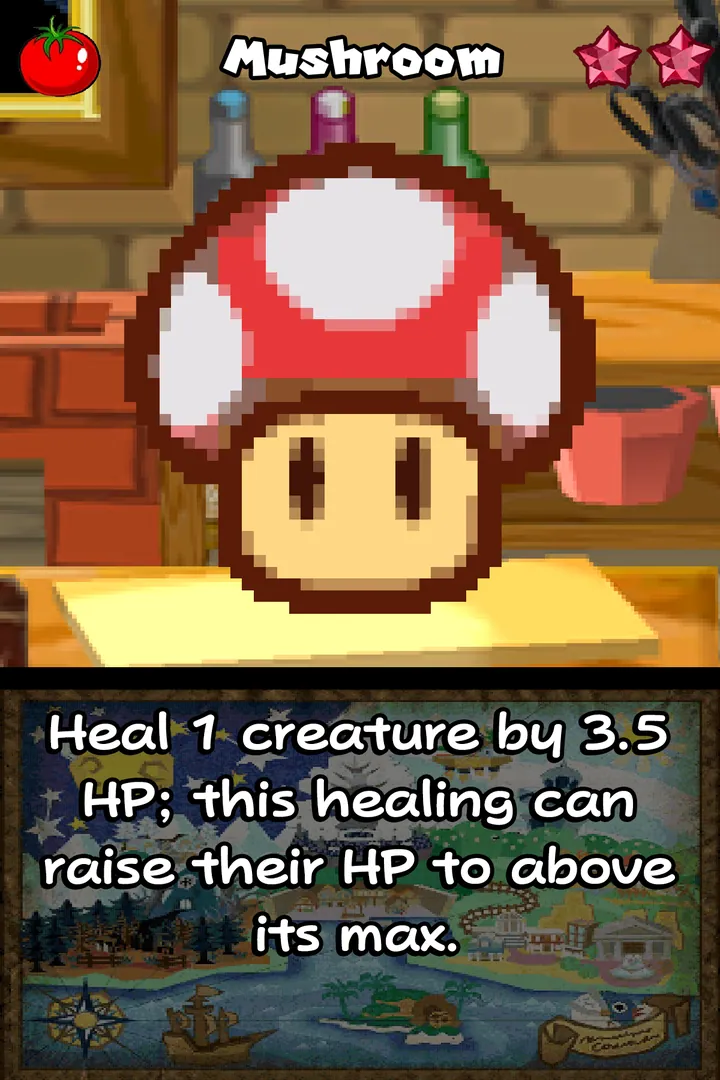 Mushroom
Heal 1 creature by 3.5
HP; this healing can
raise their HP to above
its max.